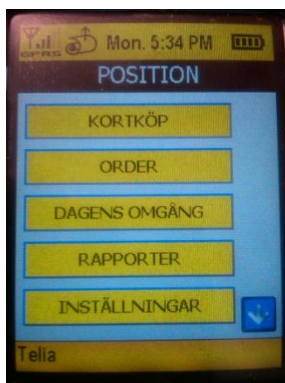 GPRS Mon. 5:34 PM
POSITION
KORTKÖP
ORDER
DAGENS OMGÅNG
RAPPORTER
INSTÄLLNINGAR
Telia